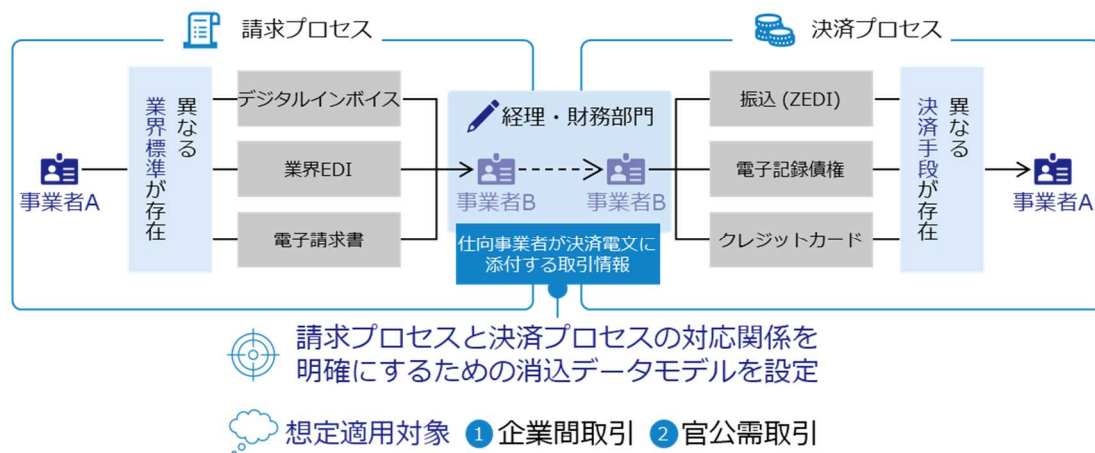 請求プロセス
決済プロセス
事業者A
異なる
業界標準が存在
デジタルインボイス
業界EDI
電子請求書
経理・財務部門
事業者B
事業者B
仕向事業者が決済電文に
添付する取引情報
振込 (ZEDI)
電子記録債権
クレジットカード
異なる
決済手段が存在
事業者A
請求プロセスと決済プロセスの対応関係を
明確にするための消込データモデルを設定
想定適用対象 1 企業間取引 2 官公需取引